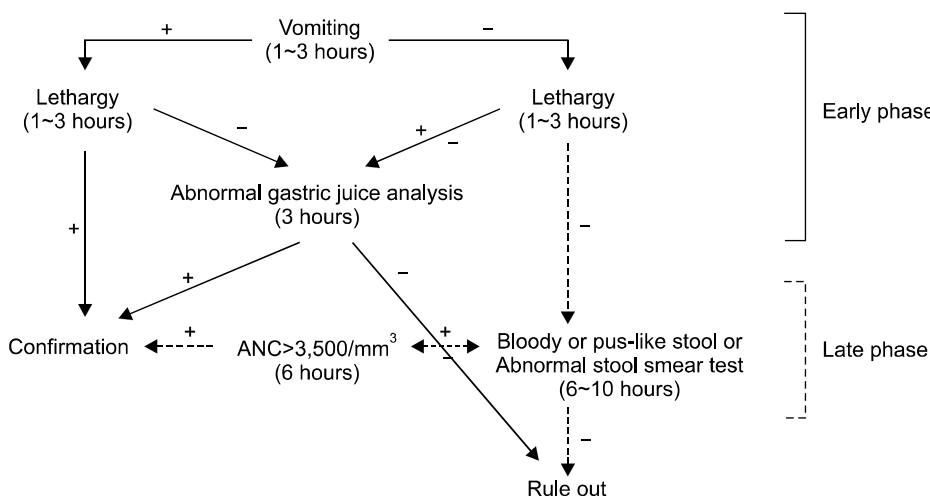 Vomiting
(1~3 hours)
+
−
Lethargy
(1~3 hours)
Lethargy
(1~3 hours)
Early phase
−
+
−
Abnormal gastric juice analysis
(3 hours)
+
−
+
−
Confirmation
+
ANC>3,500/mm³
(6 hours)
+
−
Bloody or pus-like stool or
Abnormal stool smear test
(6~10 hours)
Late phase
−
Rule out